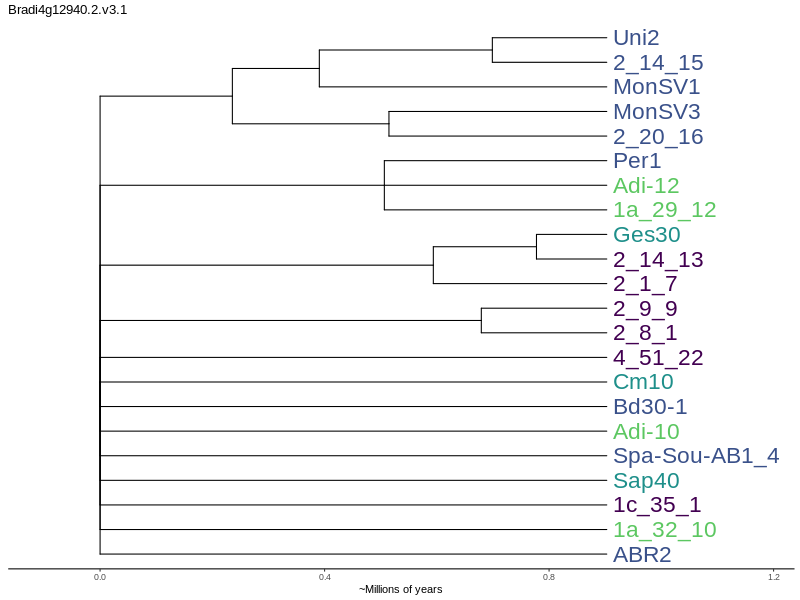 Bradi4g12940.2.v3.1
Uni2
2_14_15
MonSV1
MonSV3
2_20_16
Per1
Adi-12
1a_29_12
Ges30
2_14_13
2_1_7
2_9_9
2_8_1
4_51_22
Cm10
Bd30-1
Adi-10
Spa-Sou-AB1_4
Sap40
1c_35_1
1a_32_10
ABR2
0.0 0.4 0.8 1.2
~Millions of years